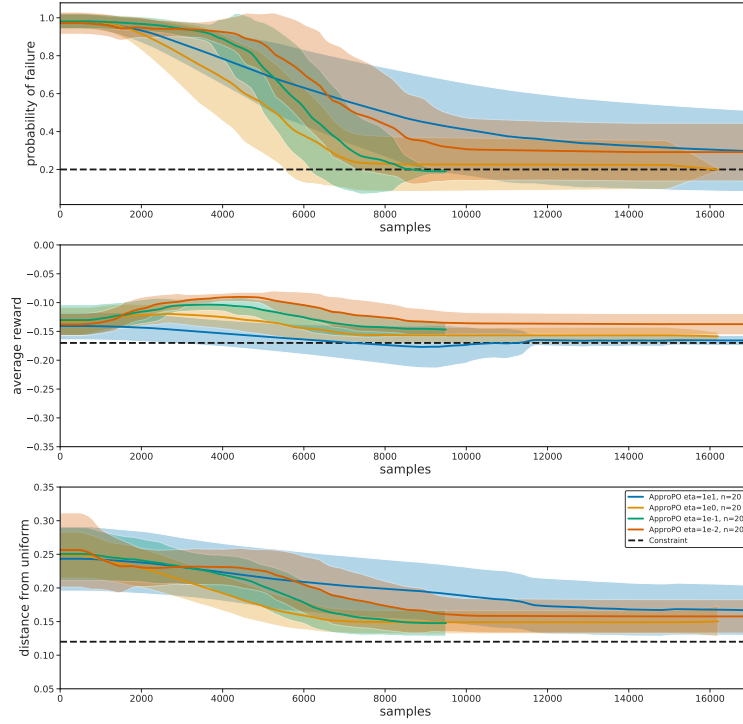 1.0
0.8
0.6
0.4
0.2
probability of failure
0 2000 4000 6000 8000 10000 12000 14000 16000
samples
0.00
−0.05
−0.10
−0.15
−0.20
−0.25
−0.30
−0.35
average reward
0 2000 4000 6000 8000 10000 12000 14000 16000
samples
0.35
0.30
0.25
0.20
0.15
0.10
0.05
distance from uniform
ApproPO eta=1e1, n=20
ApproPO eta=1e0, n=20
ApproPO eta=1e-1, n=20
ApproPO eta=1e-2, n=20
Constraint
0 2000 4000 6000 8000 10000 12000 14000 16000
samples